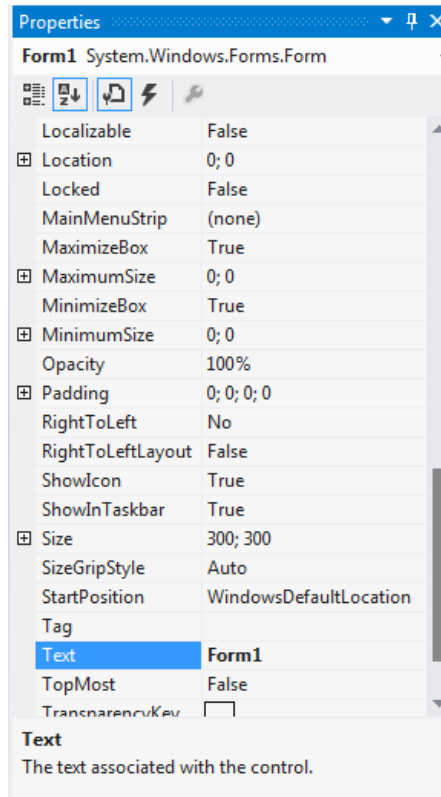 Properties
Form1 System.Windows.Forms.Form
Localizable False
Location 0; 0
Locked False
MainMenuStrip (none)
MaximizeBox True
MaximumSize 0; 0
MinimizeBox True
MinimumSize 0; 0
Opacity 100%
Padding 0; 0; 0; 0
RightToLeft No
RightToLeftLayout False
ShowIcon True
ShowInTaskbar True
Size 300; 300
SizeGripStyle Auto
StartPosition WindowsDefaultLocation
Tag
Text Form1
TopMost False
TransparencyKey
Text
The text associated with the control.